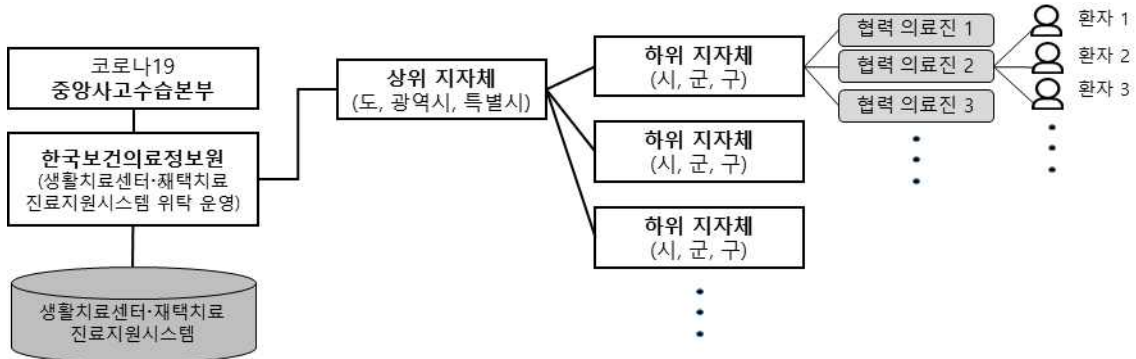 코로나19
중앙사고수습본부
한국보건의료정보원
(생활치료센터·재택치료
진료지원시스템 위탁 운영)
생활치료센터·재택치료
진료지원시스템
상위 지자체
(도, 광역시, 특별시)
하위 지자체
(시, 군, 구)
하위 지자체
(시, 군, 구)
하위 지자체
(시, 군, 구)
협력 의료진 1
협력 의료진 2
협력 의료진 3
환자 1
환자 2
환자 3